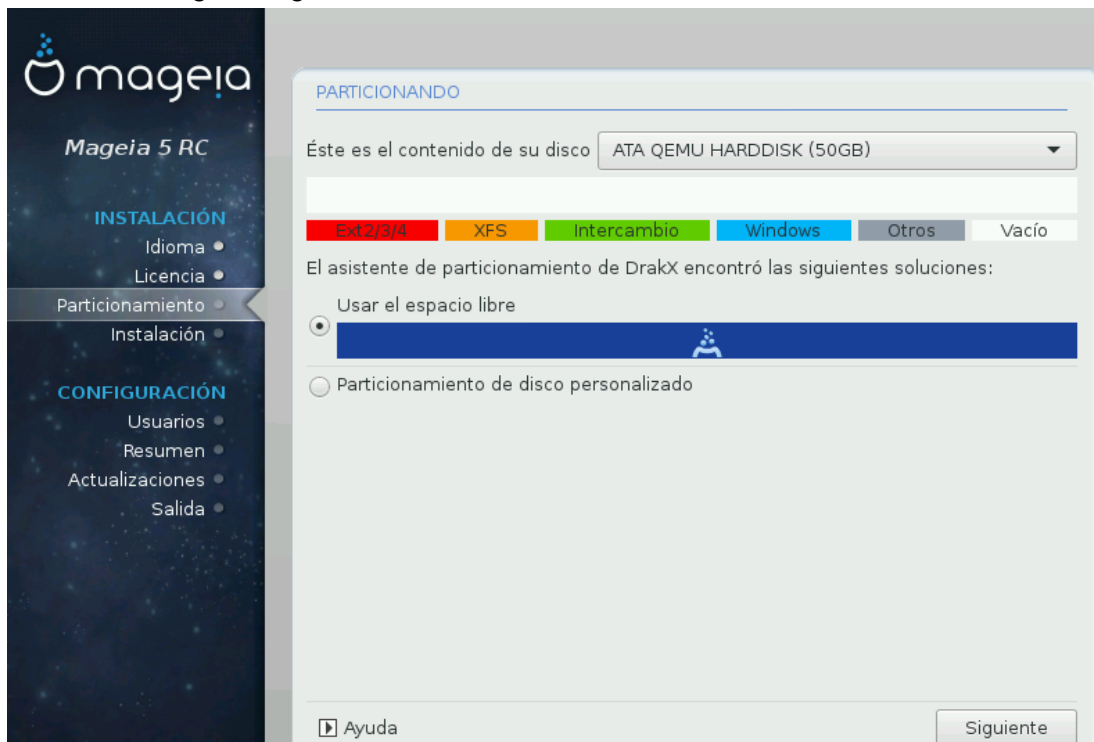 mageia
Mageia 5 RC
INSTALACIÓN
Idioma
Licencia
Particionamiento
Instalación
CONFIGURACIÓN
Usuarios
Resumen
Actualizaciones
Salida
PARTICIONANDO
Éste es el contenido de su disco ATA QEMU HARDDISK (50GB)
Ext2/3/4 XFS Intercambio Windows Otros Vacío
El asistente de particionamiento de DrakX encontró las siguientes soluciones:
Usar el espacio libre
Particionamiento de disco personalizado
Ayuda Siguiente